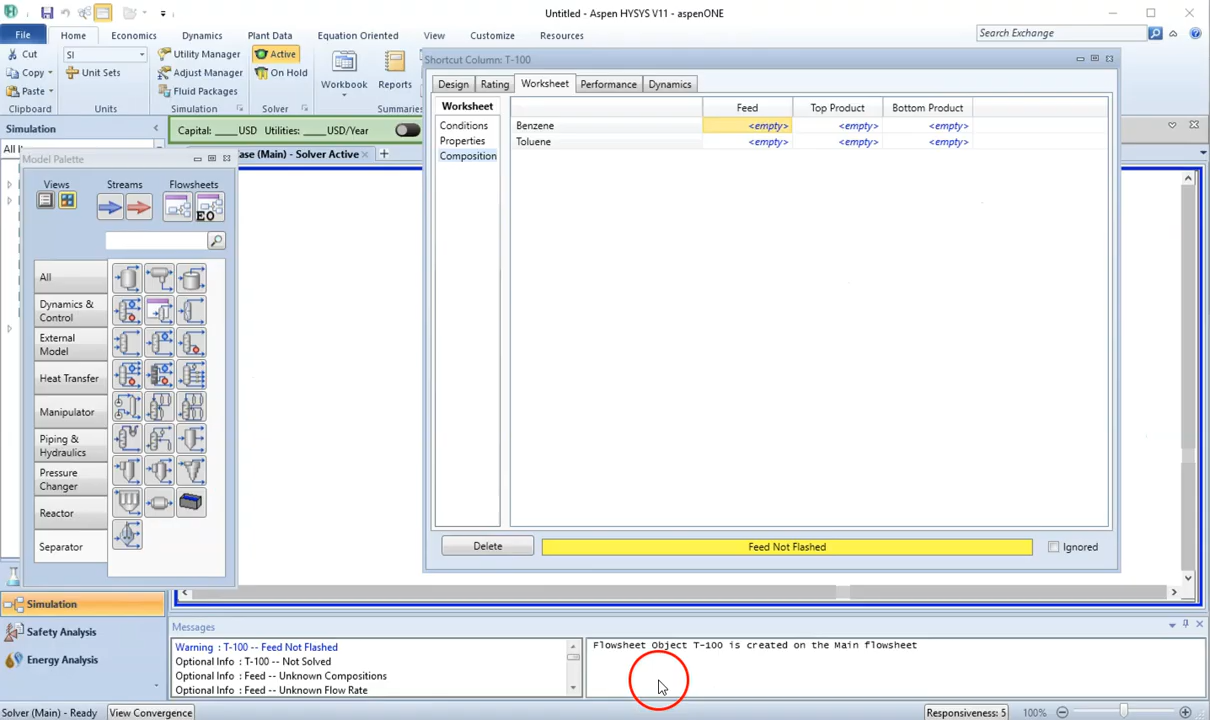 Untitled - Aspen HYSYS V11 - aspenONE
File Home Economics Dynamics Plant Data Equation Oriented View Customize Resources Search Exchange
Cut SI Utility Manager Active
Copy Unit Sets Adjust Manager On Hold Workbook Reports
Paste Fluid Packages
Clipboard Units Simulation Solver Summaries
Simulation Capital: _____USD Utilities: _____USD/Year
All
Case (Main) - Solver Active
Model Palette
Views Streams Flowsheets
EO
All
Dynamics & Control
External Model
Heat Transfer
Manipulator
Piping & Hydraulics
Pressure Changer
Reactor
Separator
Shortcut Column: T-100
Design Rating Worksheet Performance Dynamics
Worksheet
Conditions
Properties
Composition
Feed Top Product Bottom Product
Benzene <empty> <empty> <empty>
Toluene <empty> <empty> <empty>
Delete Feed Not Flashed Ignored
Simulation
Safety Analysis
Energy Analysis
Messages
Warning : T-100 -- Feed Not Flashed
Optional Info : T-100 -- Not Solved
Optional Info : Feed -- Unknown Compositions
Optional Info : Feed -- Unknown Flow Rate
Flowsheet Object T-100 is created on the Main flowsheet
Solver (Main) - Ready View Convergence Responsiveness: 5 100%